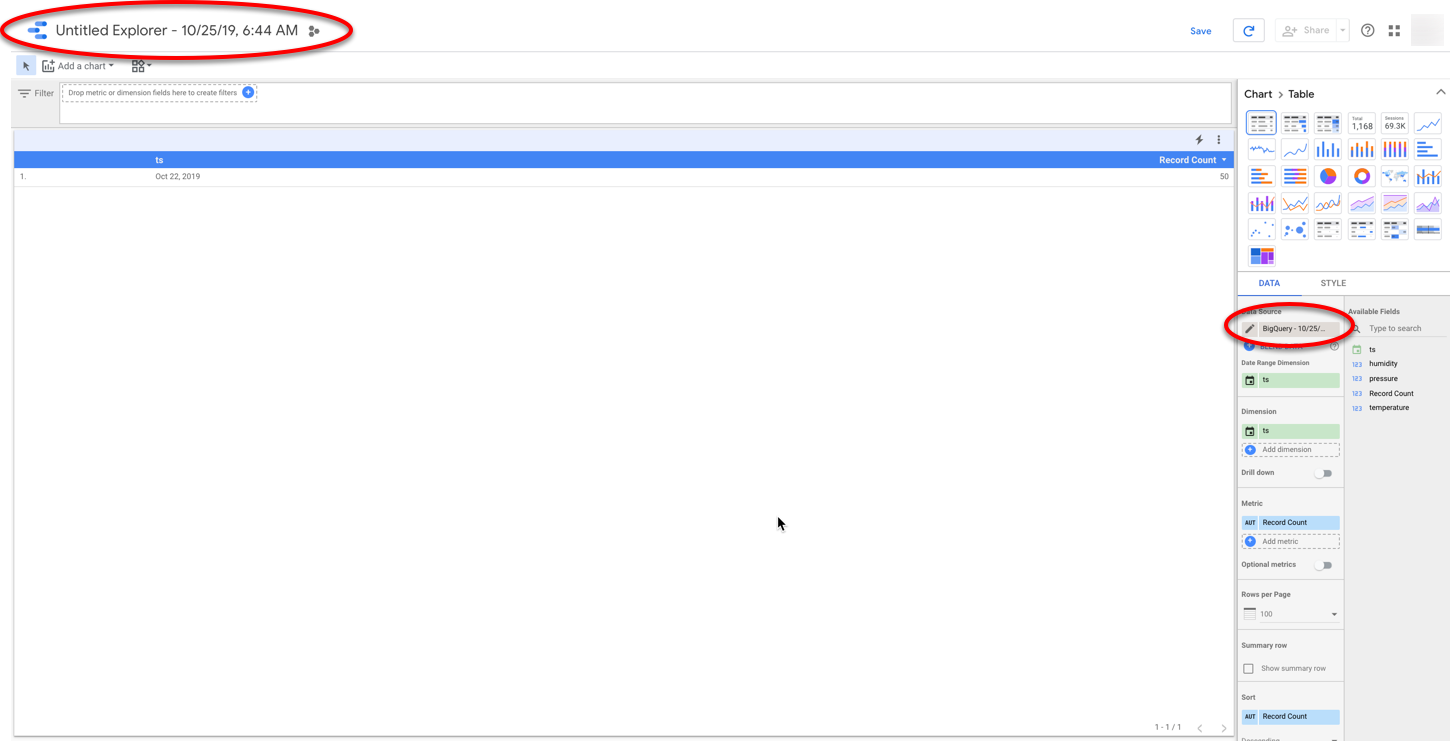 Untitled Explorer - 10/25/19, 6:44 AM
Save
Share
Add a chart
Filter
Drop metric or dimension fields here to create filters
ts Record Count
1. Oct 22, 2019 50
1 - 1 / 1
Chart > Table
Total
1,168
Sessions
69.3K
DATA STYLE
Data Source
BigQuery - 10/25/...
Date Range Dimension
ts
Dimension
ts
Add dimension
Drill down
Metric
AUT Record Count
Add metric
Optional metrics
Rows per Page
100
Summary row
Show summary row
Sort
AUT Record Count
Available Fields
Type to search
ts
123 humidity
123 pressure
123 Record Count
123 temperature